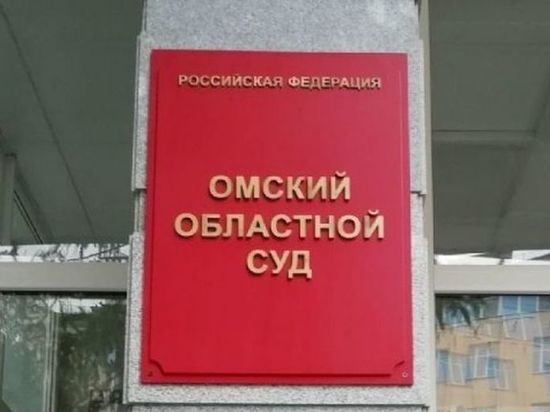 РОССИЙСКАЯ ФЕДЕРАЦИЯ
ОМСКИЙ
ОБЛАСТНОЙ
СУД